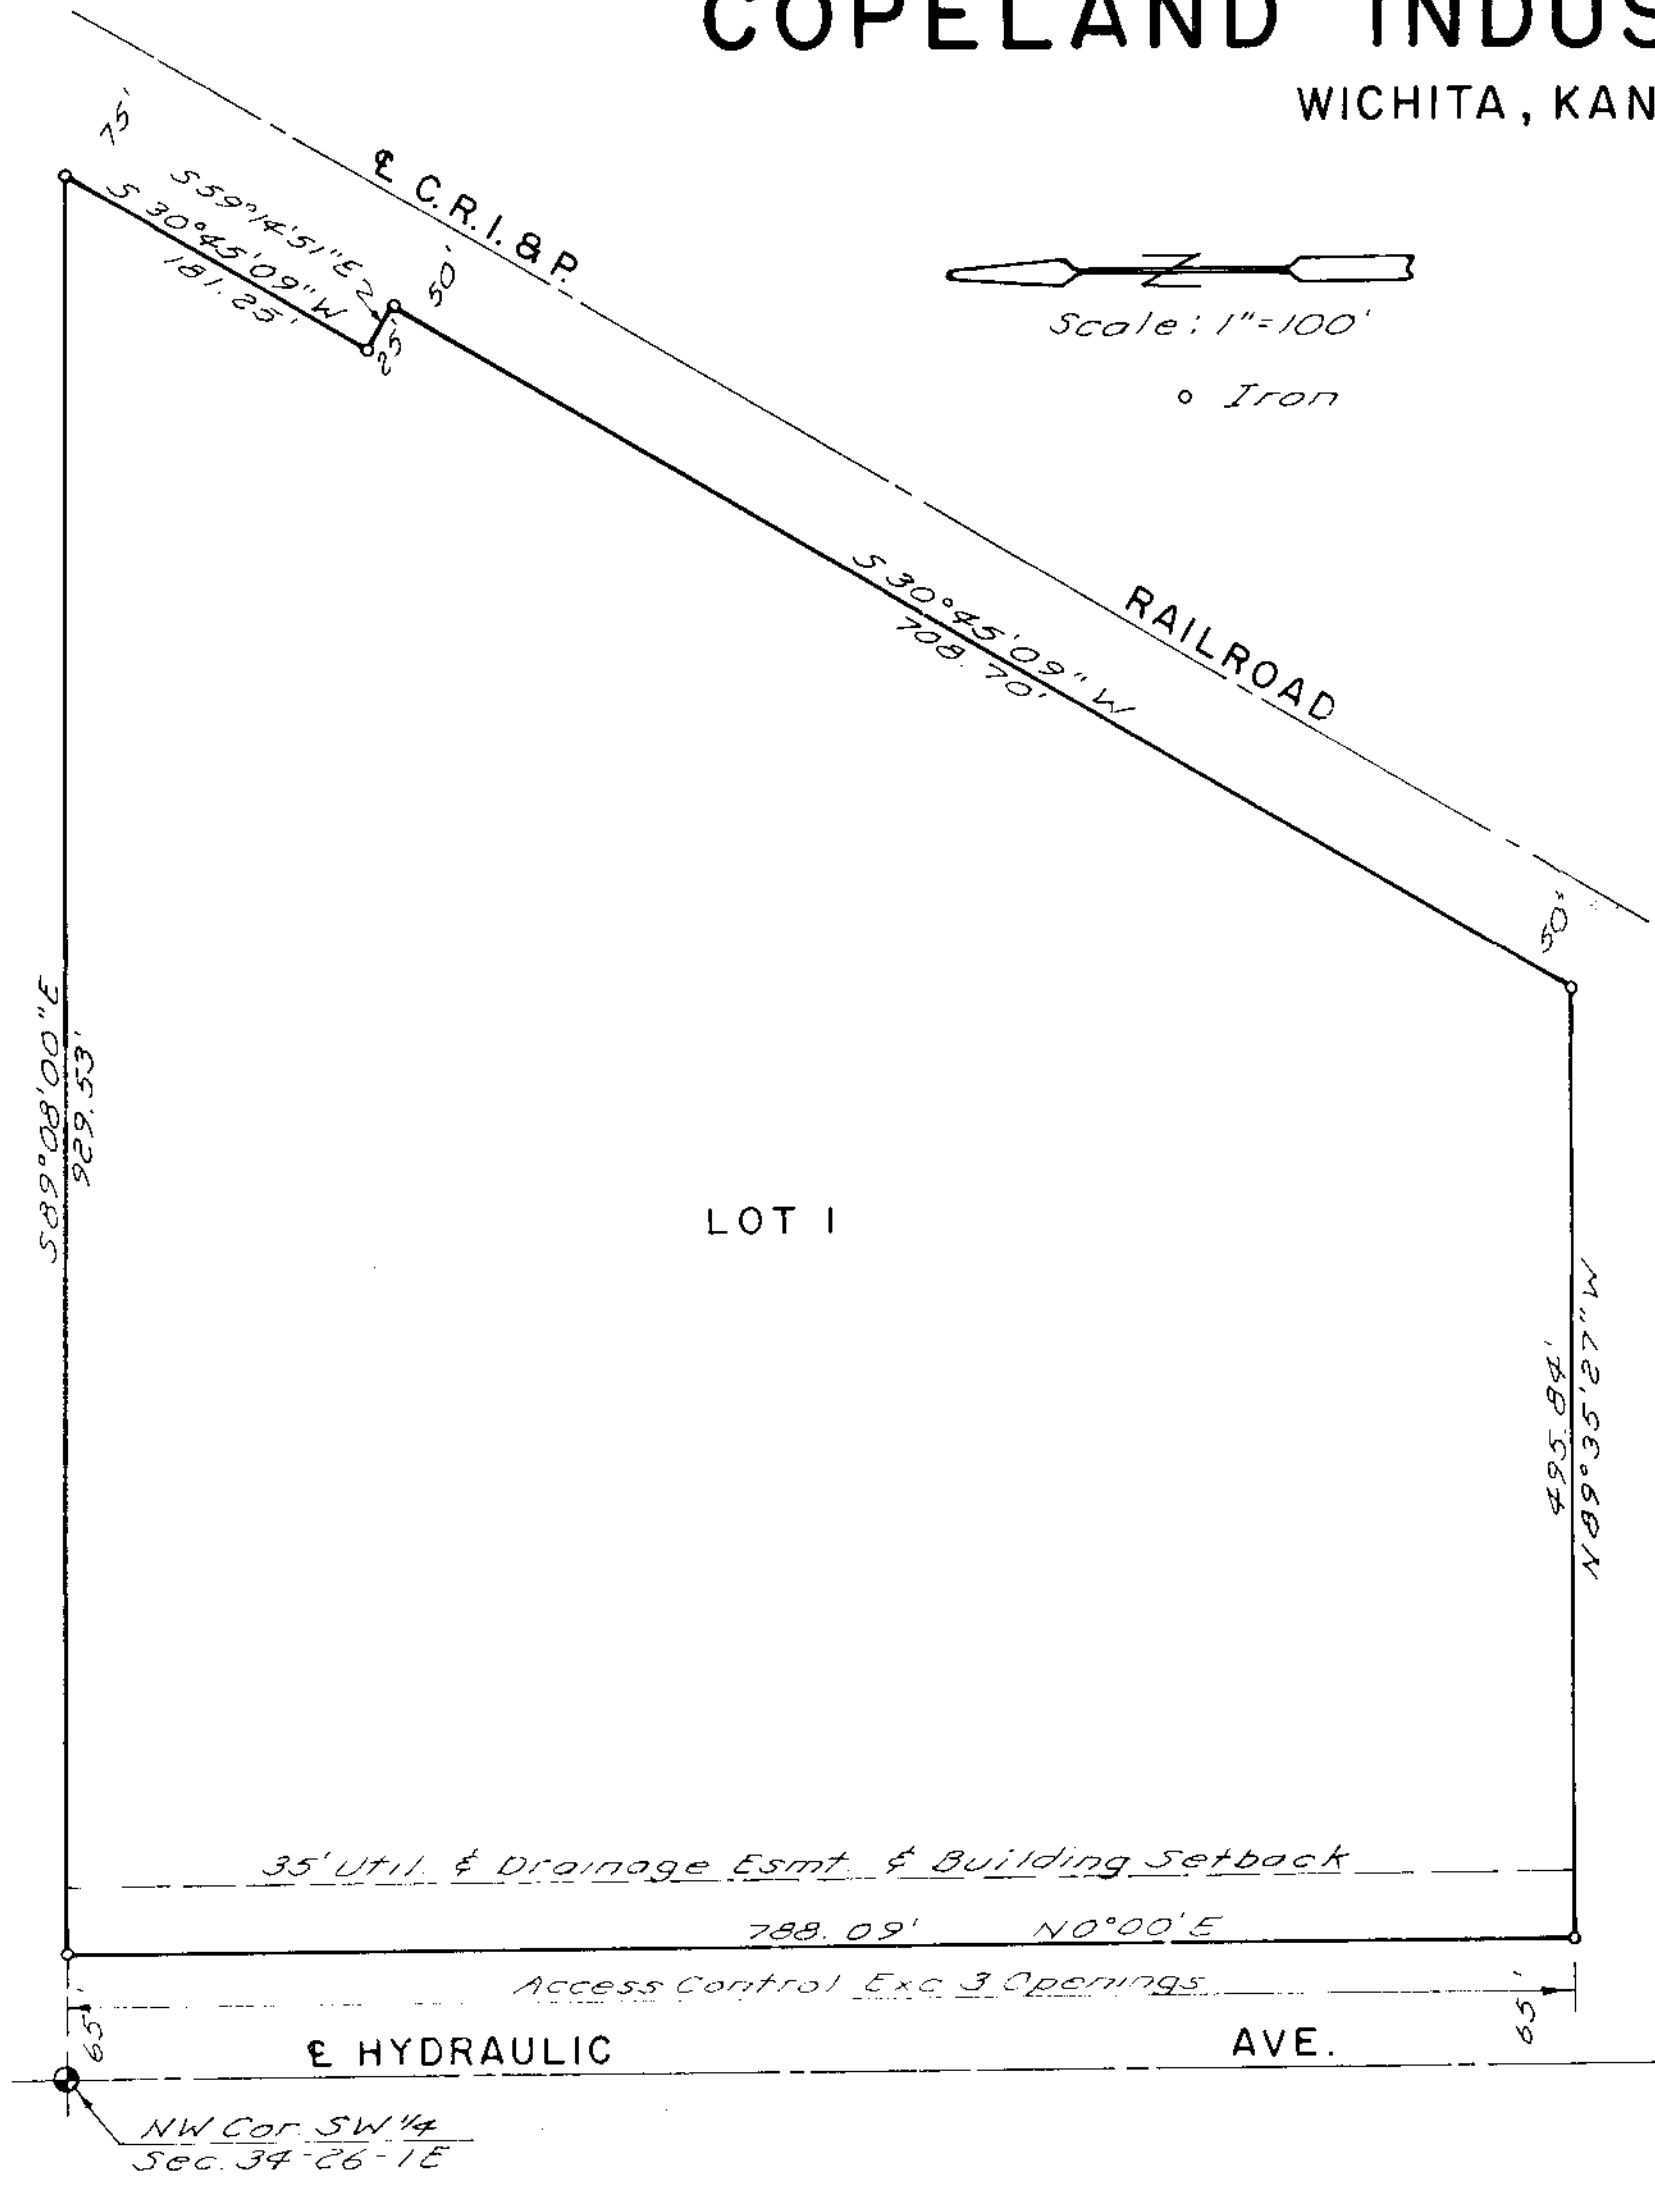 COPELAND INDUS
WICHITA, KAN
75'
S 59°14'51"E
S 30°45'09" W
181.25'
25'
50'
℄ C.R.I. & P.
RAILROAD
Scale: 1"=100'
Iron
S 30°45'09" W
708.70'
50'
S89°08'00"E
929.53'
LOT 1
495.84'
N89°35'27"W
35' Util. & Drainage Esmt. & Building Setback
788.09' N0°00'E
Access Control Exc 3 Openings
65'
65'
℄ HYDRAULIC AVE.
NW Cor. SW 1/4
Sec. 34-26-1E